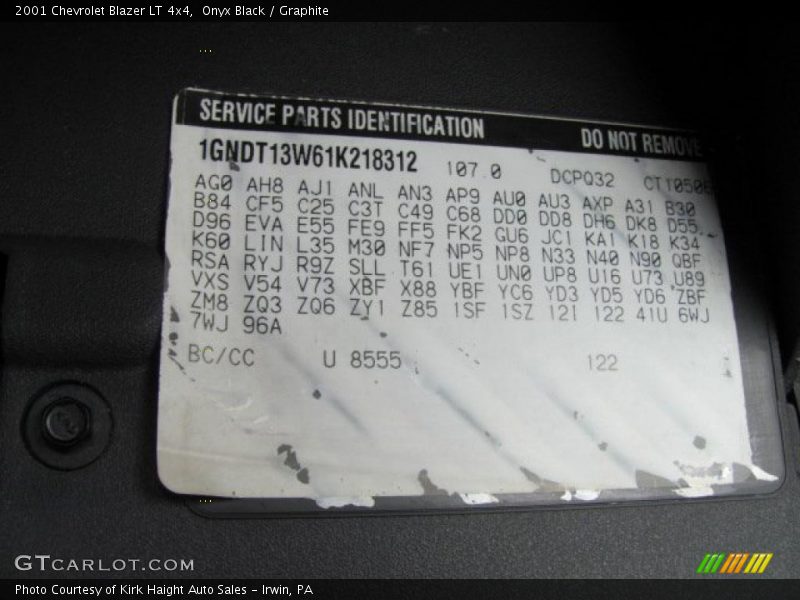 2001 Chevrolet Blazer LT 4x4, Onyx Black / Graphite
SERVICE PARTS IDENTIFICATION DO NOT REMOVE
1GNDT13W61K218312 107.0 DCPQ32 CT10506
AG0 AH8 AJ1 ANL AN3 AP9 AU0 AU3 AXP A31 B30
B84 CF5 C25 C3T C49 C68 DD0 DD8 DH6 DK8 D55
D96 EVA E55 FE9 FF5 FK2 GU6 JC1 KA1 K18 K34
K60 LIN L35 M30 NF7 NP5 NP8 N33 N40 N90 QBF
RSA RYJ R9Z SLL T61 UE1 UN0 UP8 U16 U73 U89
VXS V54 V73 XBF X88 YBF YC6 YD3 YD5 YD6 ZBF
ZM8 ZQ3 ZQ6 ZY1 Z85 1SF 1SZ 12I 122 41U 6WJ
7WJ 96A
BC/CC U 8555 122
GTCARLOT.COM
Photo Courtesy of Kirk Haight Auto Sales - Irwin, PA